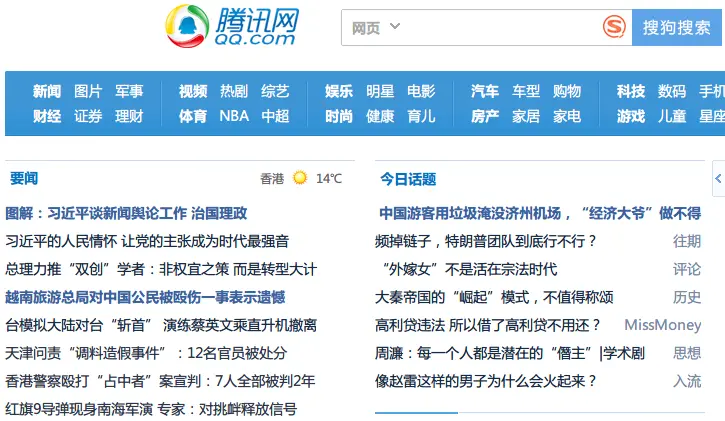 腾讯网
QQ.com
网页
搜狗搜索
新闻 图片 军事 视频 热剧 综艺 娱乐 明星 电影 汽车 车型 购物 科技 数码 手机
财经 证券 理财 体育 NBA 中超 时尚 健康 育儿 房产 家居 家电 游戏 儿童 星座
要闻
香港 14℃
图解：习近平谈新闻舆论工作 治国理政
习近平的人民情怀 让党的主张成为时代最强音
总理力推“双创”学者：非权宜之策 而是转型大计
越南旅游总局对中国公民被殴伤一事表示遗憾
台模拟大陆对台“斩首” 演练蔡英文乘直升机撤离
天津问责“调料造假事件”：12名官员被处分
香港警察殴打“占中者”案宣判：7人全部被判2年
红旗9导弹现身南海军演 专家：对挑衅释放信号
今日话题
中国游客用垃圾淹没济州机场，“经济大爷”做不得
频掉链子，特朗普团队到底行不行？ 往期
“外嫁女”不是活在宗法时代 评论
大秦帝国的“崛起”模式，不值得称颂 历史
高利贷违法 所以借了高利贷不用还？ MissMoney
周濂：每一个人都是潜在的“僭主”|学术剧 思想
像赵雷这样的男子为什么会火起来？ 入流